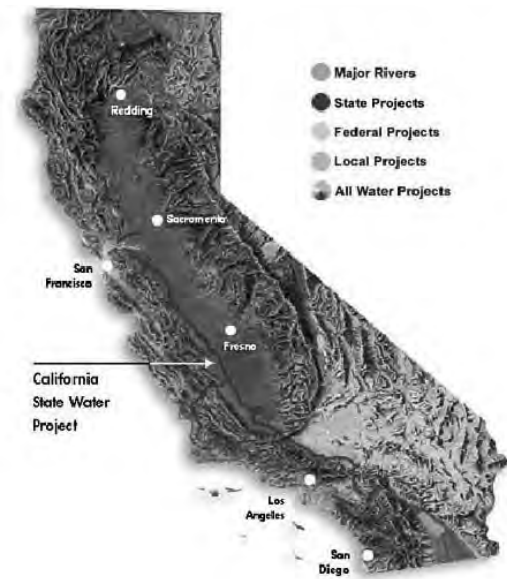 Major Rivers
State Projects
Federal Projects
Local Projects
All Water Projects
Redding
Sacramento
San
Francisco
Fresno
California
State Water
Project
Los
Angeles
San
Diego